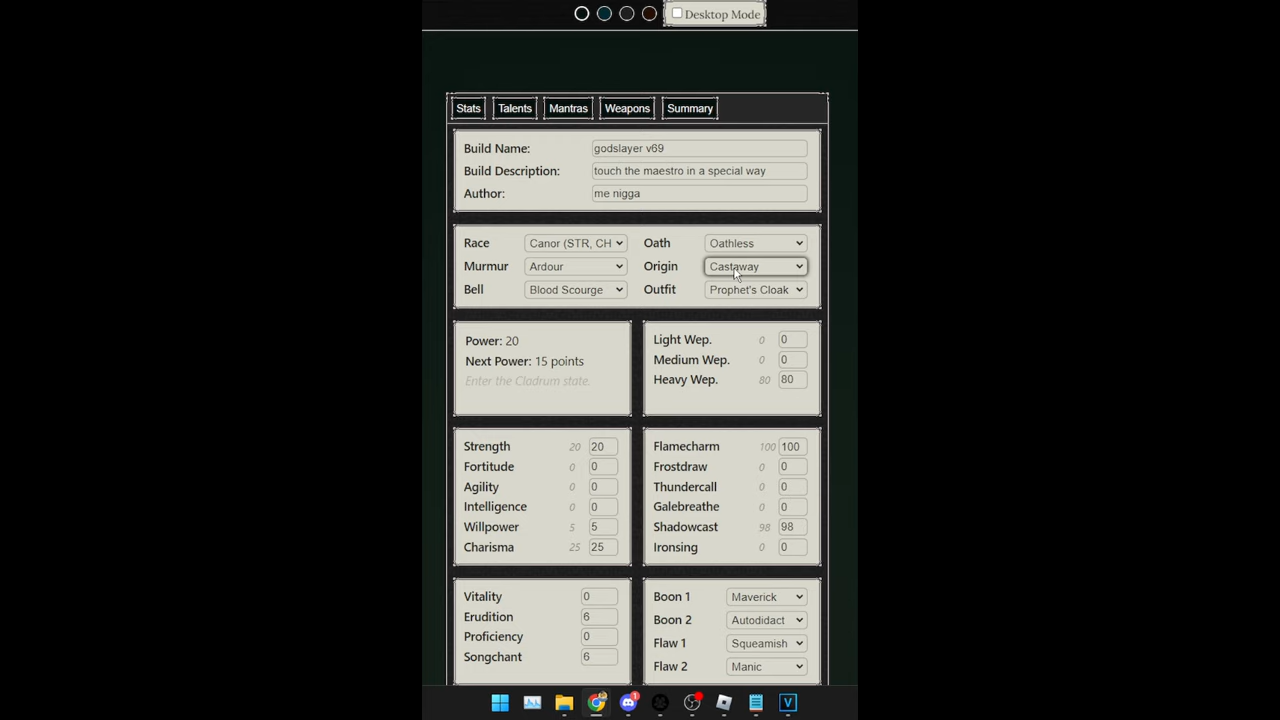 Desktop Mode
Stats Talents Mantras Weapons Summary
Build Name: godslayer v69
Build Description: touch the maestro in a special way
Author: me nigga
Race Canor (STR, CH Oath Oathless
Murmur Ardour Origin Castaway
Bell Blood Scourge Outfit Prophet's Cloak
Power: 20
Next Power: 15 points
Enter the Cladrum state.
Light Wep. 0 0
Medium Wep. 0 0
Heavy Wep. 80 80
Strength 20 20
Fortitude 0 0
Agility 0 0
Intelligence 0 0
Willpower 5 5
Charisma 25 25
Flamecharm 100 100
Frostdraw 0 0
Thundercall 0 0
Galebreathe 0 0
Shadowcast 98 98
Ironsing 0 0
Vitality 0
Erudition 6
Proficiency 0
Songchant 6
Boon 1 Maverick
Boon 2 Autodidact
Flaw 1 Squeamish
Flaw 2 Manic
1
V